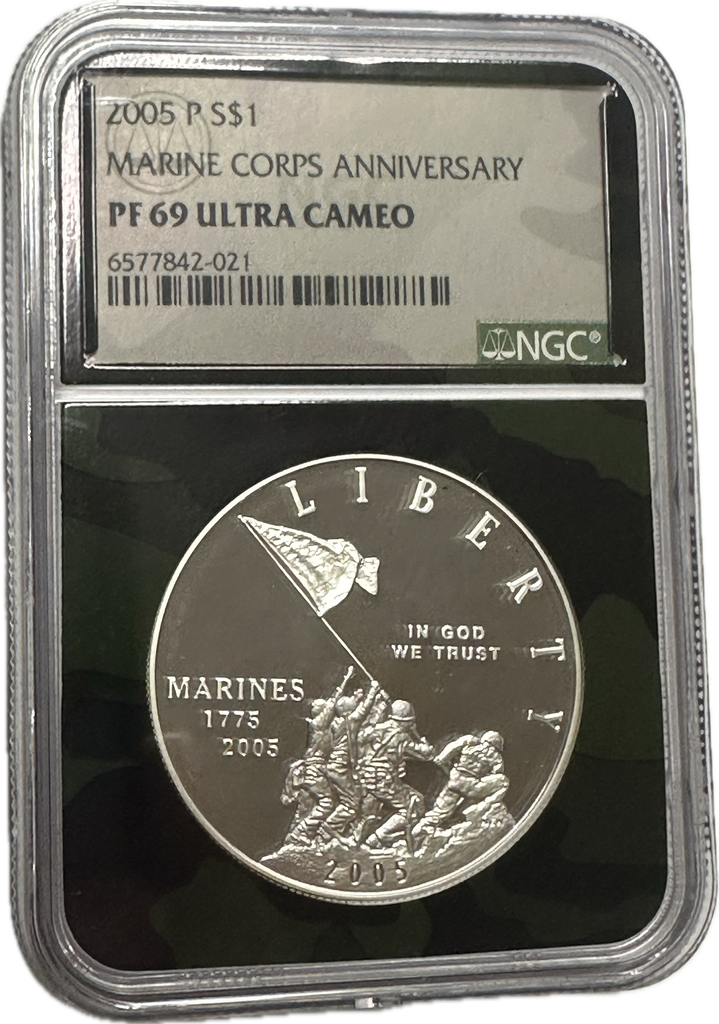 2005 P S$1
MARINE CORPS ANNIVERSARY
PF 69 ULTRA CAMEO
6577842-021
NGC®
LIBERTY
IN GOD
WE TRUST
MARINES
1775
2005
2005